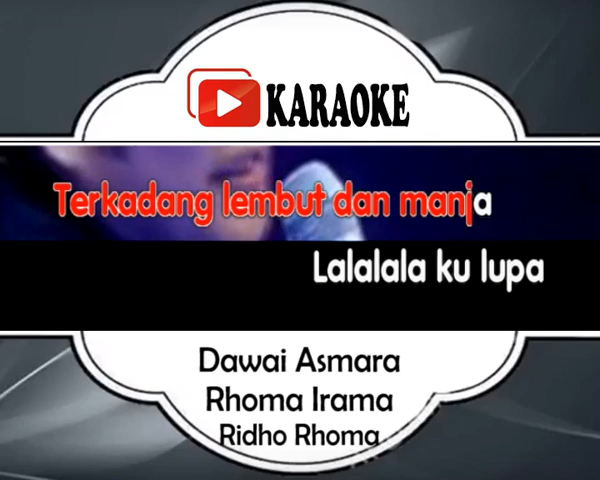 KARAOKE
Terkadang lembut dan manja
Lalalala ku lupa
Dawai Asmara
Rhoma Irama
Ridho Rhoma